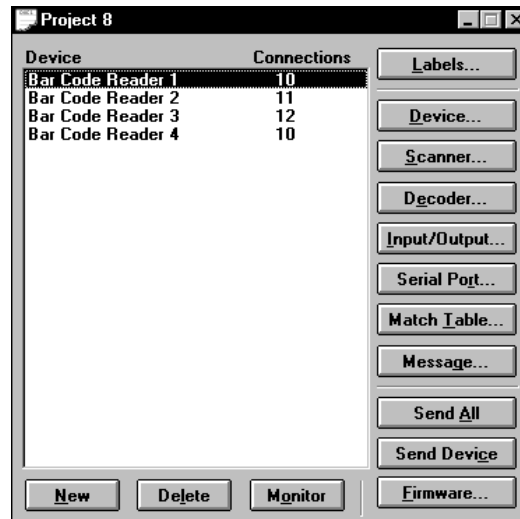 Project 8
Device Connections
Bar Code Reader 1 10
Bar Code Reader 2 11
Bar Code Reader 3 12
Bar Code Reader 4 10
Labels...
Device...
Scanner...
Decoder...
Input/Output...
Serial Port...
Match Table...
Message...
Send All
Send Device
New Delete Monitor Firmware...